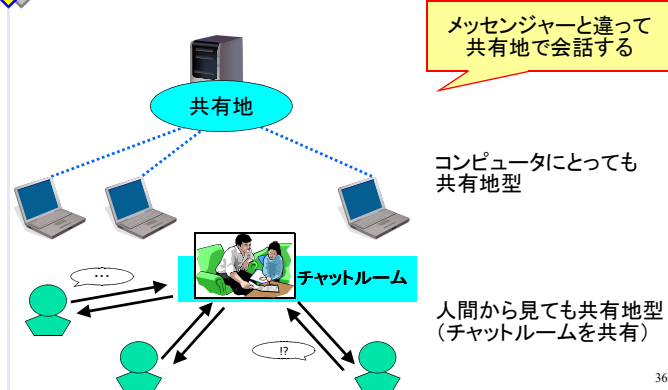 メッセンジャーと違って
共有地で会話する
共有地
コンピュータにとっても
共有地型
チャットルーム
…
人間から見ても共有地型
（チャットルームを共有）
!?
36